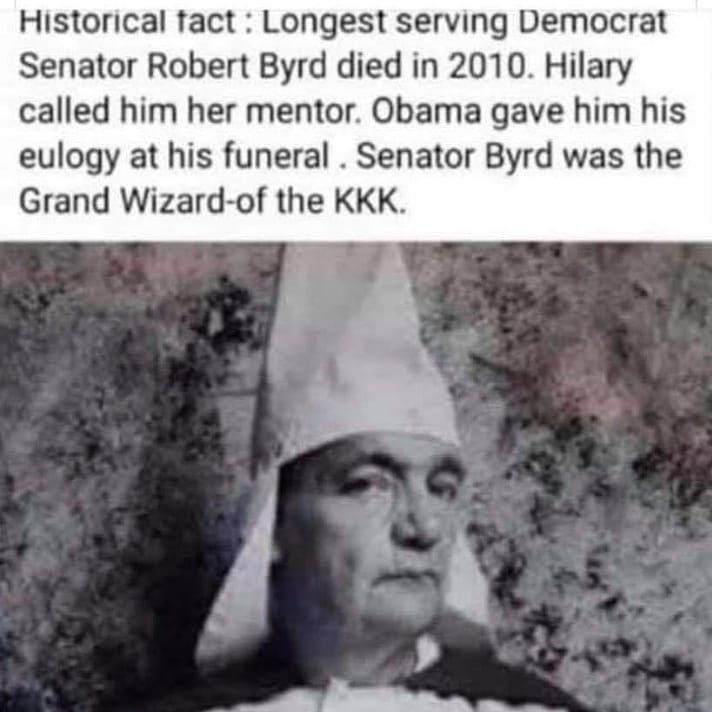 Historical fact : Longest serving Democrat
Senator Robert Byrd died in 2010. Hilary
called him her mentor. Obama gave him his
eulogy at his funeral . Senator Byrd was the
Grand Wizard-of the KKK.